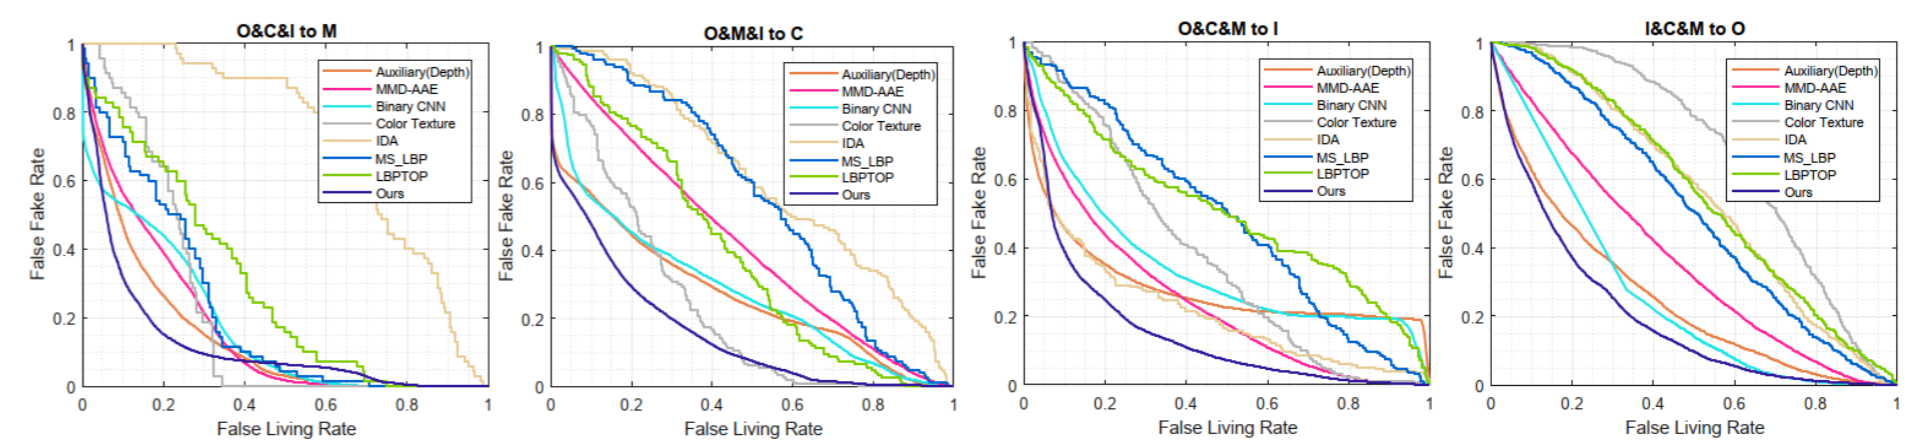 O&C&I to M
1
0.8
0.6
0.4
0.2
0
0
0.2
0.4
0.6
0.8
1
False Fake Rate
False Living Rate
Auxiliary(Depth)
MMD-AAE
Binary CNN
Color Texture
IDA
MS_LBP
LBPTOP
Ours
O&M&I to C
1
0.8
0.6
0.4
0.2
0
0
0.2
0.4
0.6
0.8
1
False Fake Rate
False Living Rate
Auxiliary(Depth)
MMD-AAE
Binary CNN
Color Texture
IDA
MS_LBP
LBPTOP
Ours
O&C&M to I
1
0.8
0.6
0.4
0.2
0
0
0.2
0.4
0.6
0.8
1
False Fake Rate
False Living Rate
Auxiliary(Depth)
MMD-AAE
Binary CNN
Color Texture
IDA
MS_LBP
LBPTOP
Ours
I&C&M to O
1
0.8
0.6
0.4
0.2
0
0
0.2
0.4
0.6
0.8
1
False Fake Rate
False Living Rate
Auxiliary(Depth)
MMD-AAE
Binary CNN
Color Texture
IDA
MS_LBP
LBPTOP
Ours